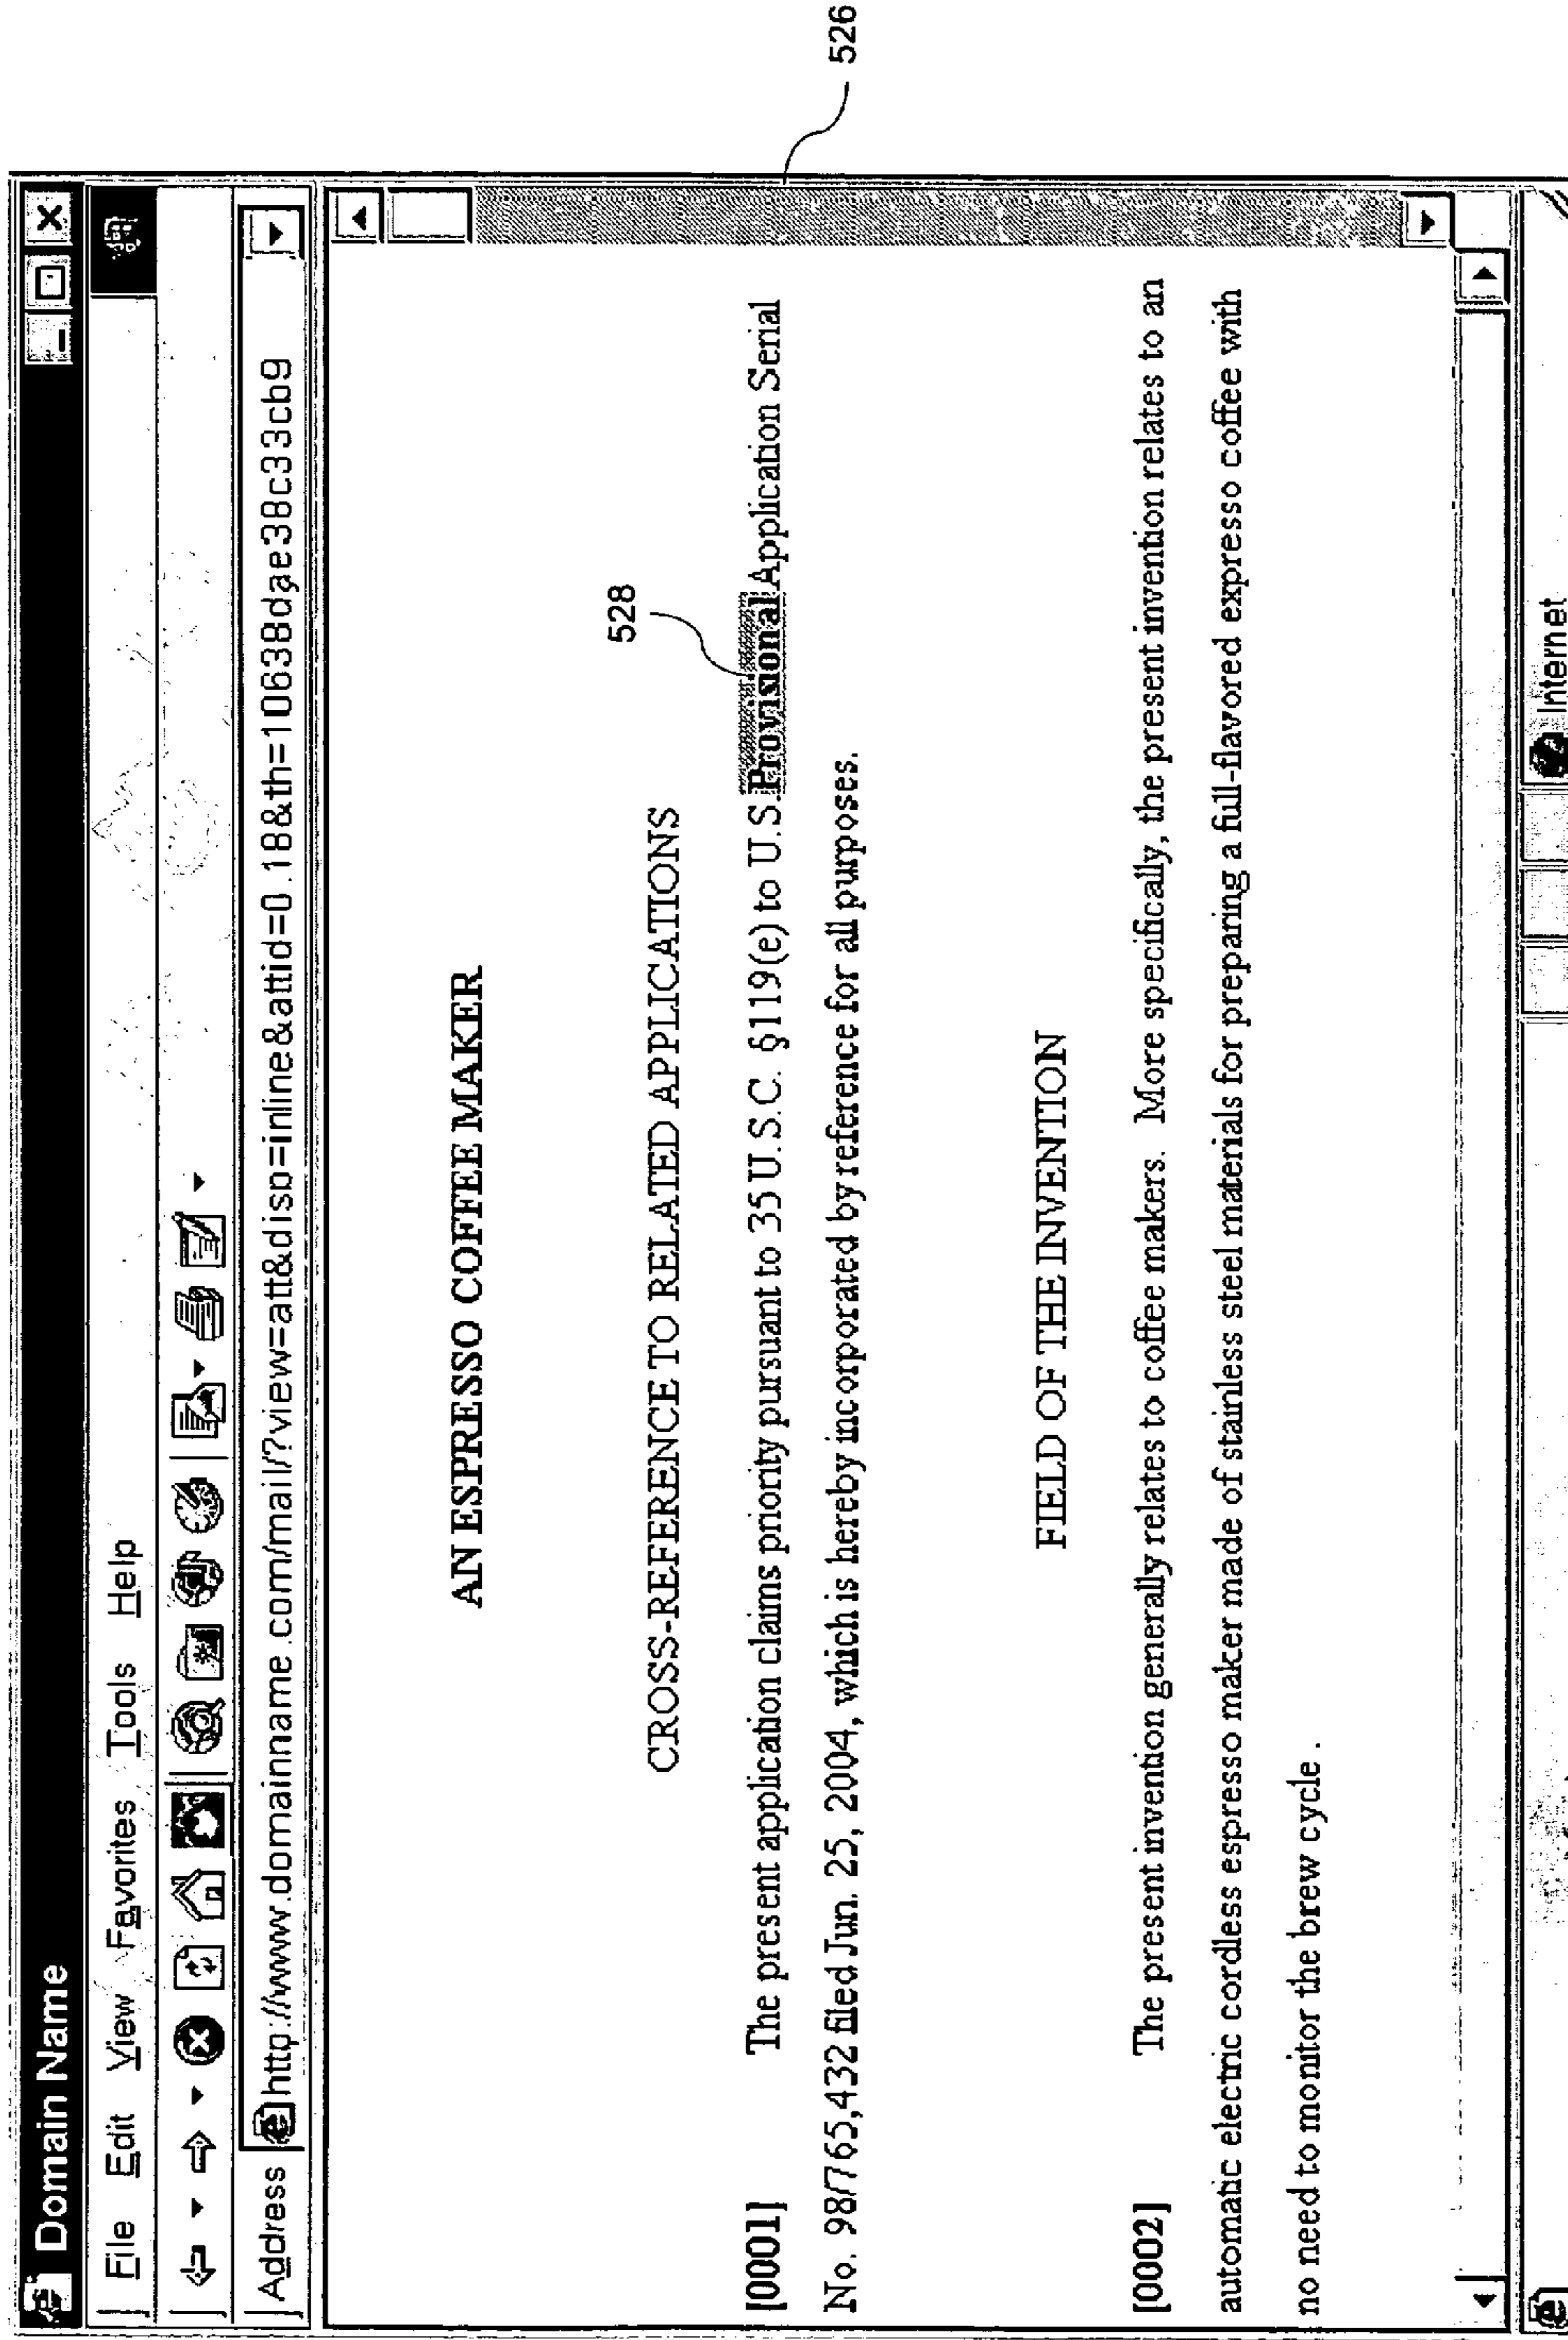 Domain Name
File Edit View Favorites Tools Help
Address http://www.domainname.com/mail/?view=att&disp=inline&attid=0.18&th=10638dae38c33cb9
AN ESPRESSO COFFEE MAKER
CROSS-REFERENCE TO RELATED APPLICATIONS
528
[0001] The present application claims priority pursuant to 35 U.S.C. §119(e) to U.S. Provisional Application Serial
No. 98/765,432 filed Jun. 25, 2004, which is hereby incorporated by reference for all purposes.
526
FIELD OF THE INVENTION
[0002] The present invention generally relates to coffee makers. More specifically, the present invention relates to an
automatic electric cordless espresso maker made of stainless steel materials for preparing a full-flavored expresso coffee with
no need to monitor the brew cycle.
Internet